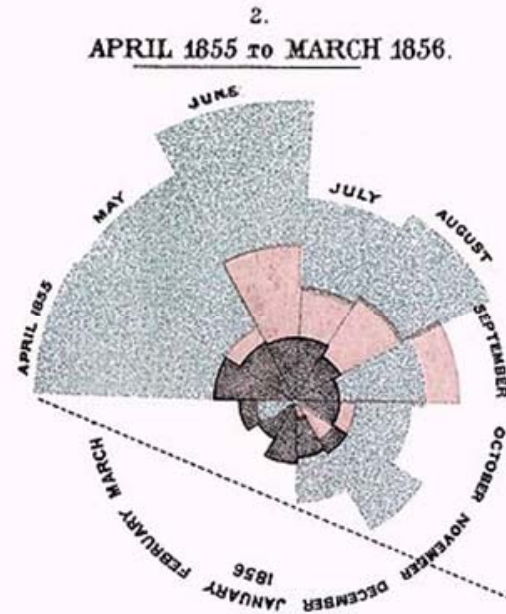 2.
APRIL 1855 TO MARCH 1856.
APRIL 1855
MAY
JUNE
JULY
AUGUST
SEPTEMBER
OCTOBER
NOVEMBER
DECEMBER
JANUARY
1856
FEBRUARY
MARCH